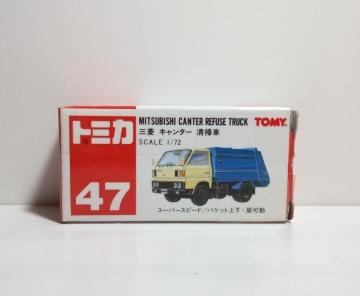 トミカ
47
MITSUBISHI CANTER REFUSE TRUCK
TOMY
三菱 キャンター 清掃車
SCALE 1/72
スーパースピード/バケット上下・扉可動